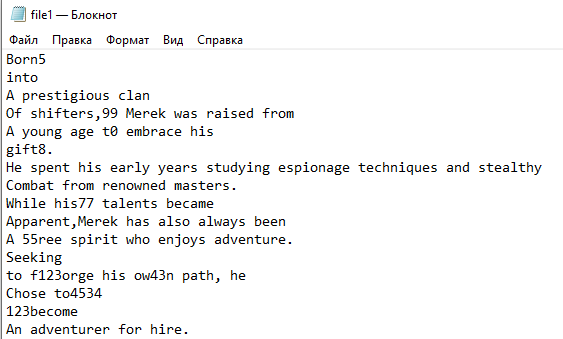 file1 — Блокнот
Файл Правка Формат Вид Справка
Born5
into
A prestigious clan
Of shifters,99 Merek was raised from
A young age t0 embrace his
gift8.
He spent his early years studying espionage techniques and stealthy
Combat from renowned masters.
While his77 talents became
Apparent,Merek has also always been
A 55ree spirit who enjoys adventure.
Seeking
to f123orge his ow43n path, he
Chose to4534
123become
An adventurer for hire.